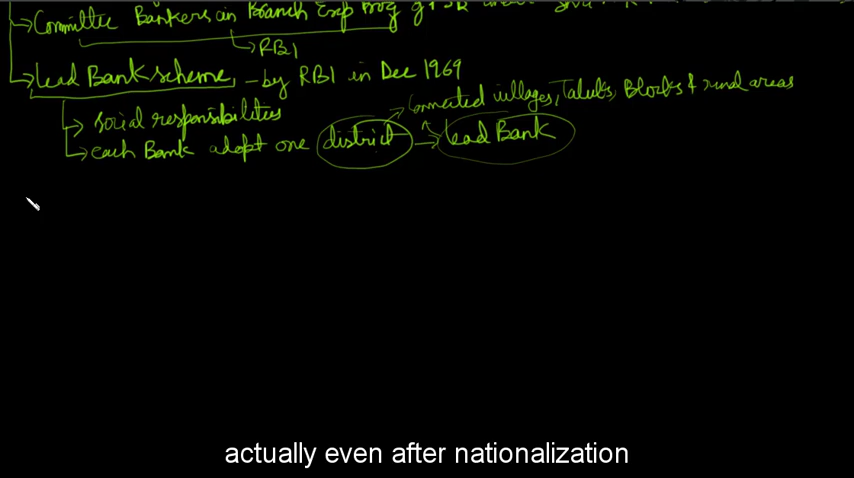 →Committee Bankers on Branch Exp Prog
→RBI
→Lead Bank scheme, - by RBI in Dec 1969
→Connected villages, Taluks, Blocks & rural areas
→ Social responsibilities
→ each Bank adopt one district → Lead Bank
actually even after nationalization